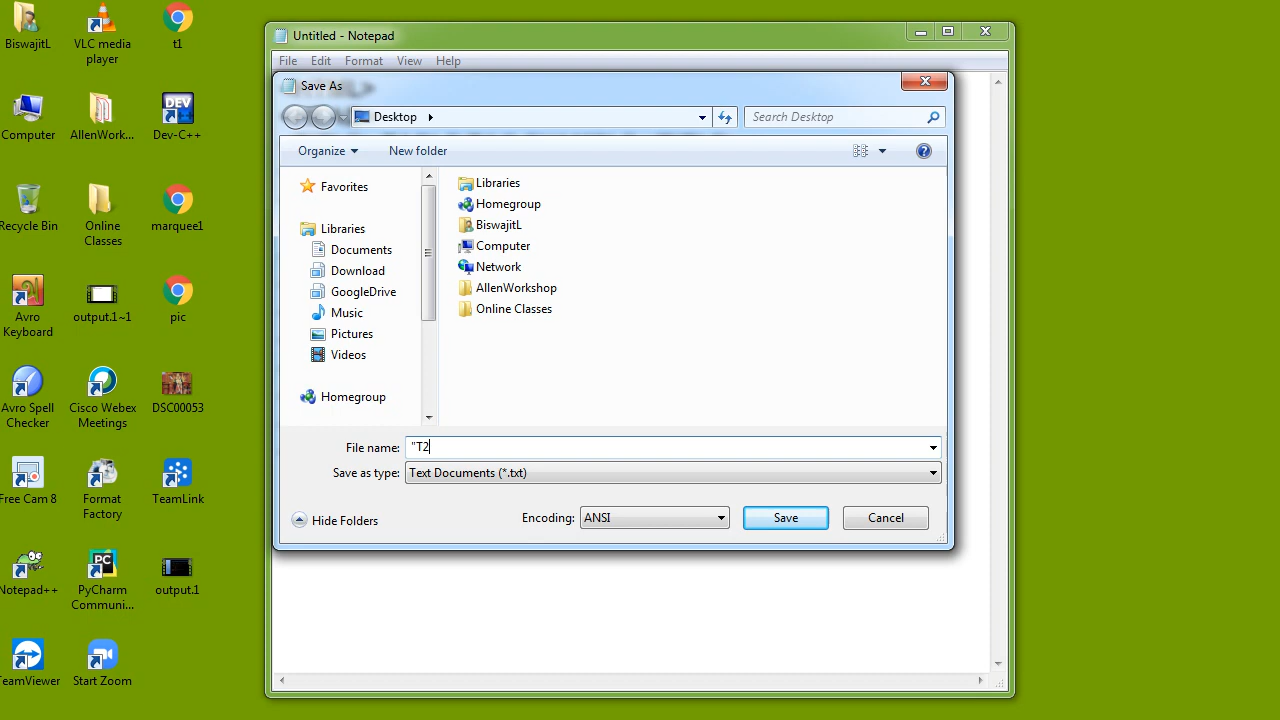 BiswajitL
VLC media
player
t1
Computer
AllenWork...
Dev-C++
Recycle Bin
Online
Classes
marquee1
Avro
Keyboard
output.1~1
pic
Avro Spell
Checker
Cisco Webex
Meetings
DSC00053
Free Cam 8
Format
Factory
TeamLink
Notepad++
PyCharm
Communi...
output.1
TeamViewer
Start Zoom
Untitled - Notepad
File Edit Format View Help
Save As
Desktop
Search Desktop
Organize New folder
Favorites
Libraries
Documents
Download
GoogleDrive
Music
Pictures
Videos
Homegroup
Libraries
Homegroup
BiswajitL
Computer
Network
AllenWorkshop
Online Classes
File name: "T2
Save as type: Text Documents (*.txt)
Hide Folders
Encoding: ANSI
Save
Cancel